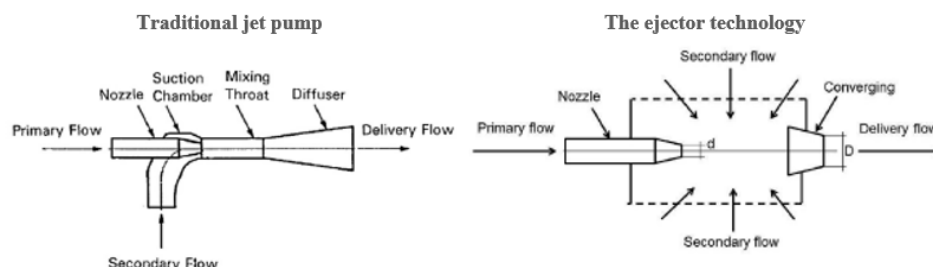 Traditional jet pump
Suction
Chamber
Mixing
Throat
Nozzle
Diffuser
Primary Flow
Delivery Flow
Secondary Flow
The ejector technology
Secondary flow
Converging
Nozzle
Primary flow
d
D
Delivery flow
Secondary flow